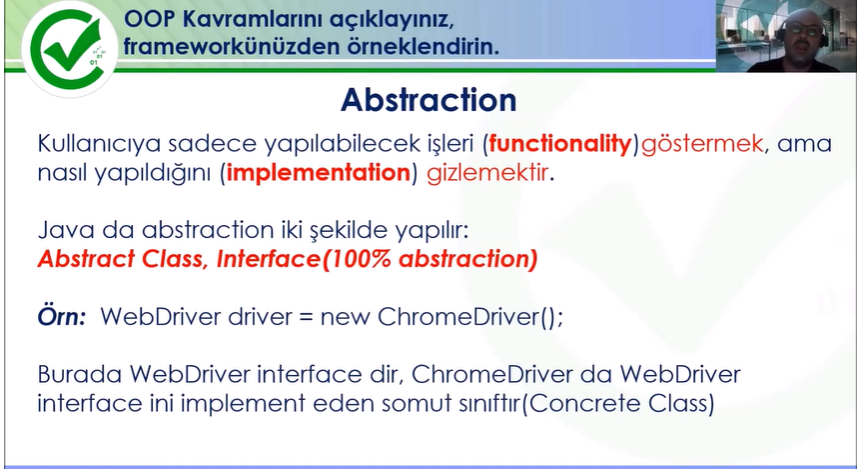 OOP Kavramlarını açıklayınız,
frameworkünüzden örneklendirin.
Abstraction
Kullanıcıya sadece yapılabilecek işleri (functionality)göstermek, ama
nasıl yapıldığını (implementation) gizlemektir.
Java da abstraction iki şekilde yapılır:
Abstract Class, Interface(100% abstraction)
Örn: WebDriver driver = new ChromeDriver();
Burada WebDriver interface dir, ChromeDriver da WebDriver
interface ini implement eden somut sınıftır(Concrete Class)